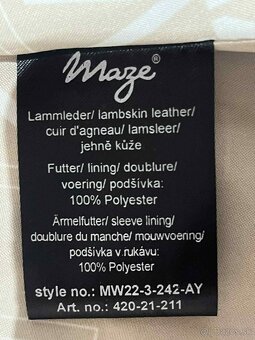 maze®
Lammleder/ lambskin leather/
cuir d'agneau/ lamsleer/
jehně kůže
Futter/ lining/ doublure/
voering/ podšívka:
100% Polyester
Ärmelfutter/ sleeve lining/
doublure du manche/ mouwvoering/
podšívka v rukávu:
100% Polyester
style no.: MW22-3-242-AY
Art. no.: 420-21-211